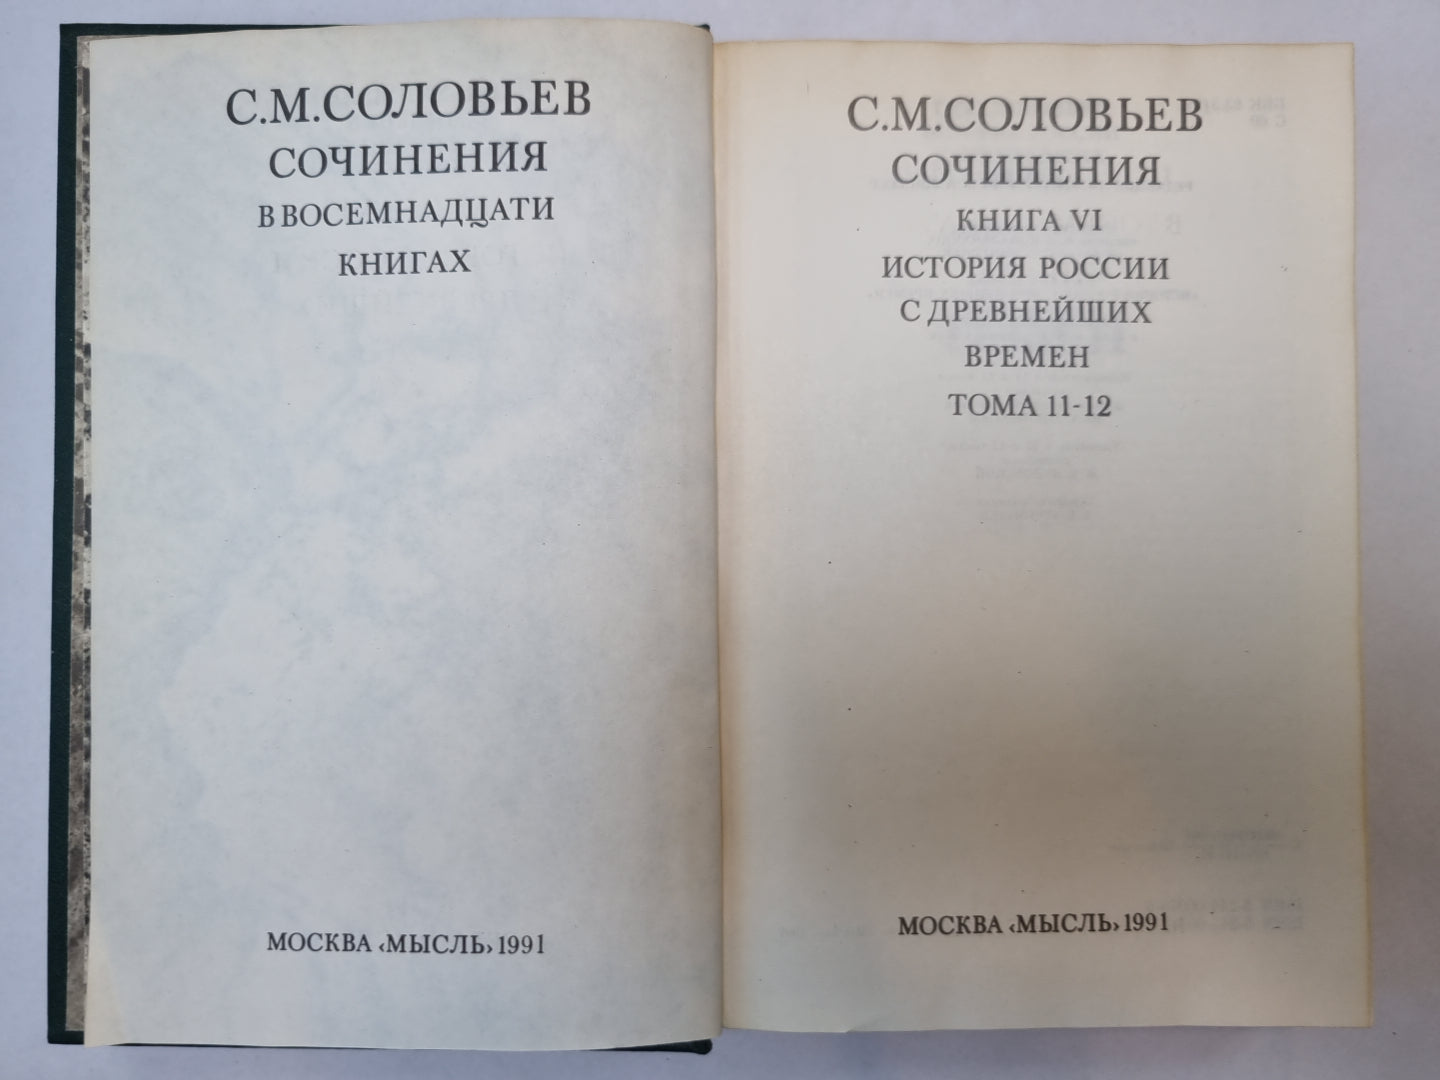 С.М.СОЛОВЬЕВ
СОЧИНЕНИЯ
В ВОСЕМНАДЦАТИ
КНИГАХ
МОСКВА «МЫСЛЬ» 1991
С.М.СОЛОВЬЕВ
СОЧИНЕНИЯ
КНИГА VI
ИСТОРИЯ РОССИИ
С ДРЕВНЕЙШИХ
ВРЕМЕН
ТОМА 11-12
МОСКВА «МЫСЛЬ» 1991